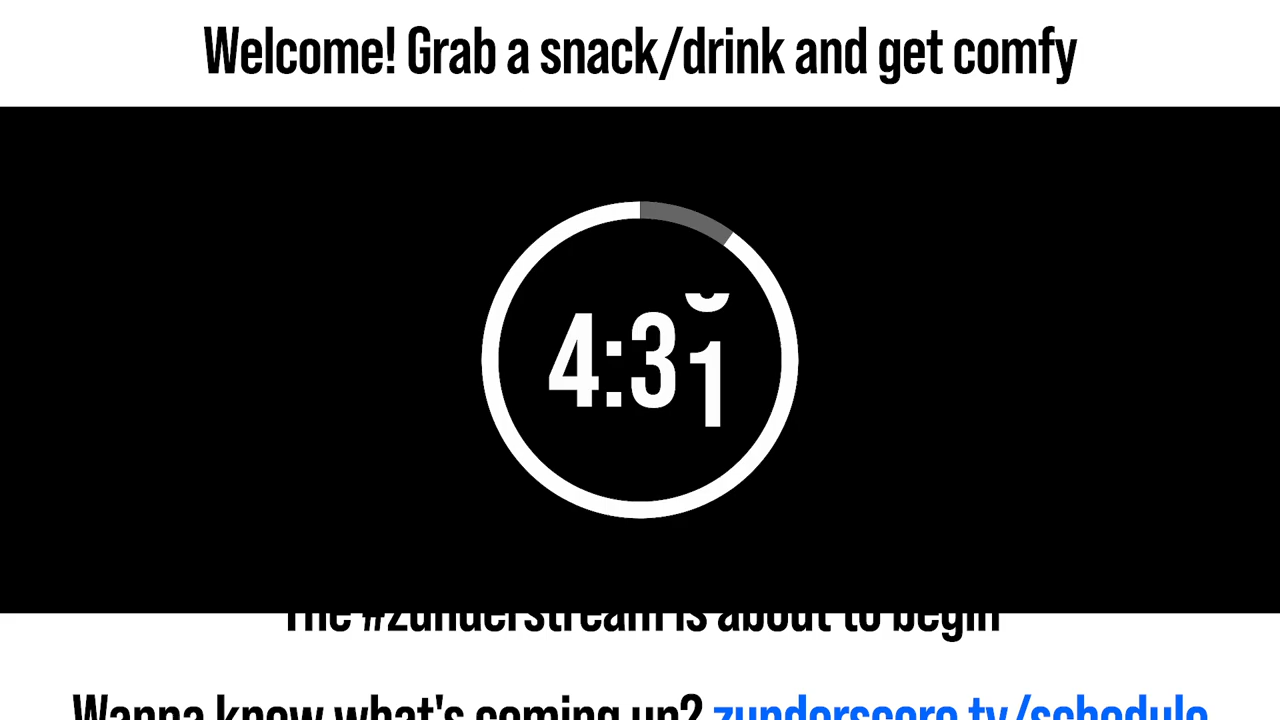 Welcome! Grab a snack/drink and get comfy
4:31
The #zunderstream is about to begin
Wanna know what's coming up? zunderscore.tv/schedule